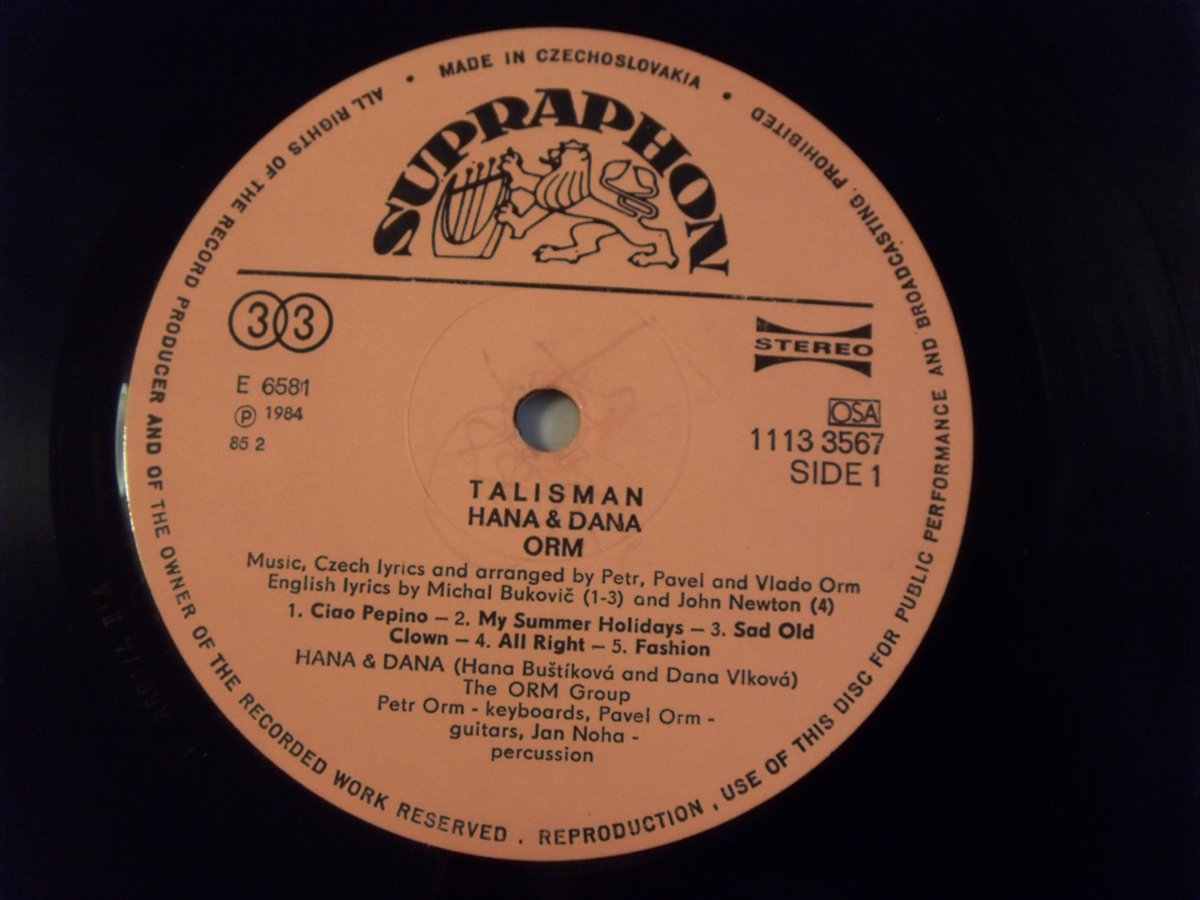 ALL RIGHTS OF THE RECORD PRODUCER AND OF THE OWNER OF THE RECORDED WORK RESERVED . REPRODUCTION , USE OF THIS DISC FOR PUBLIC PERFORMANCE AND BROADCASTING. PROHIBITED
• MADE IN CZECHOSLOVAKIA •
SUPRAPHON
33
STEREO
E 6581
Ⓟ 1984
85 2
OSA
1113 3567
SIDE 1
TALISMAN
HANA & DANA
ORM
Music, Czech lyrics and arranged by Petr, Pavel and Vlado Orm
English lyrics by Michal Bukovič (1-3) and John Newton (4)
1. Ciao Pepino – 2. My Summer Holidays – 3. Sad Old
Clown – 4. All Right – 5. Fashion
HANA & DANA (Hana Buštíková and Dana Vlková)
The ORM Group
Petr Orm - keyboards, Pavel Orm -
guitars, Jan Noha -
percussion